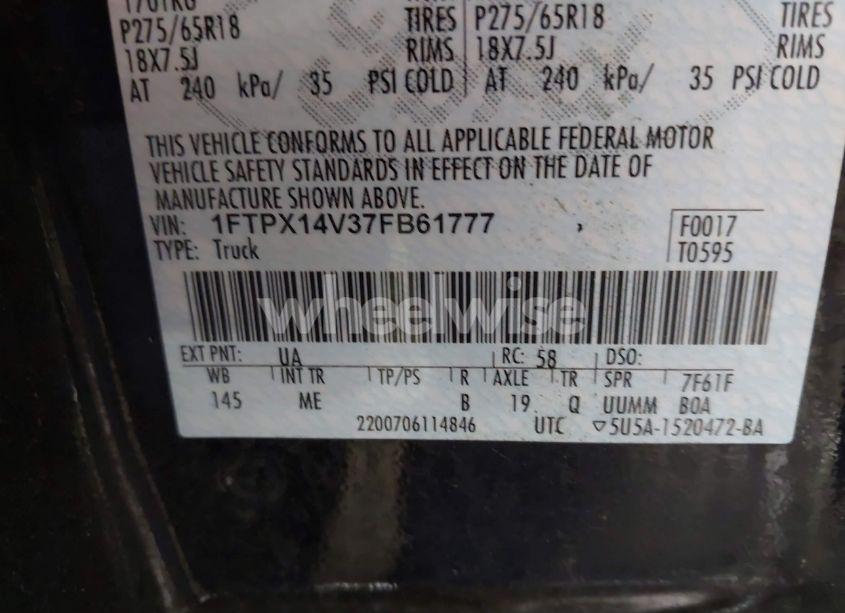 P275/65R18 TIRES P275/65R18 TIRES
18X7.5J RIMS 18X7.5J RIMS
AT 240 kPa/ 35 PSI COLD AT 240 kPa/ 35 PSI COLD
THIS VEHICLE CONFORMS TO ALL APPLICABLE FEDERAL MOTOR
VEHICLE SAFETY STANDARDS IN EFFECT ON THE DATE OF
MANUFACTURE SHOWN ABOVE.
VIN: 1FTPX14V37FB61777 F0017
TYPE: Truck T0595
wheelwise
EXT PNT: UA RC: 58 DSO:
WB INT TR TP/PS R AXLE TR SPR 7F61F
145 ME B 19 Q UUMM BOA
2200706114846 UTC ▽5U5A-1520472-BA